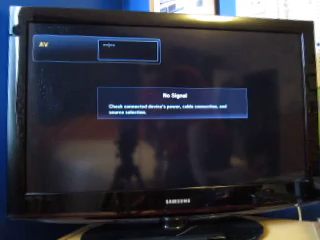 AV
No Signal
Check connected device's power, cable connection, and
source selection.
SAMSUNG